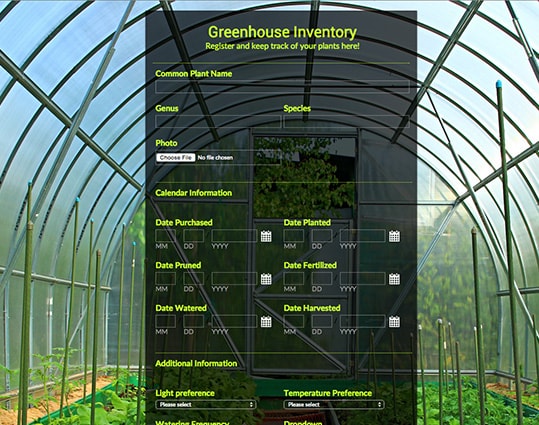 Greenhouse Inventory
Register and keep track of your plants here!
Common Plant Name
Genus Species
Photo
Choose File No file chosen
Calendar Information
Date Purchased Date Planted
MM DD YYYY MM DD YYYY
Date Pruned Date Fertilized
MM DD YYYY MM DD YYYY
Date Watered Date Harvested
MM DD YYYY MM DD YYYY
Additional Information
Light preference Temperature Preference
Please select Please select
Watering Frequency Dropdown